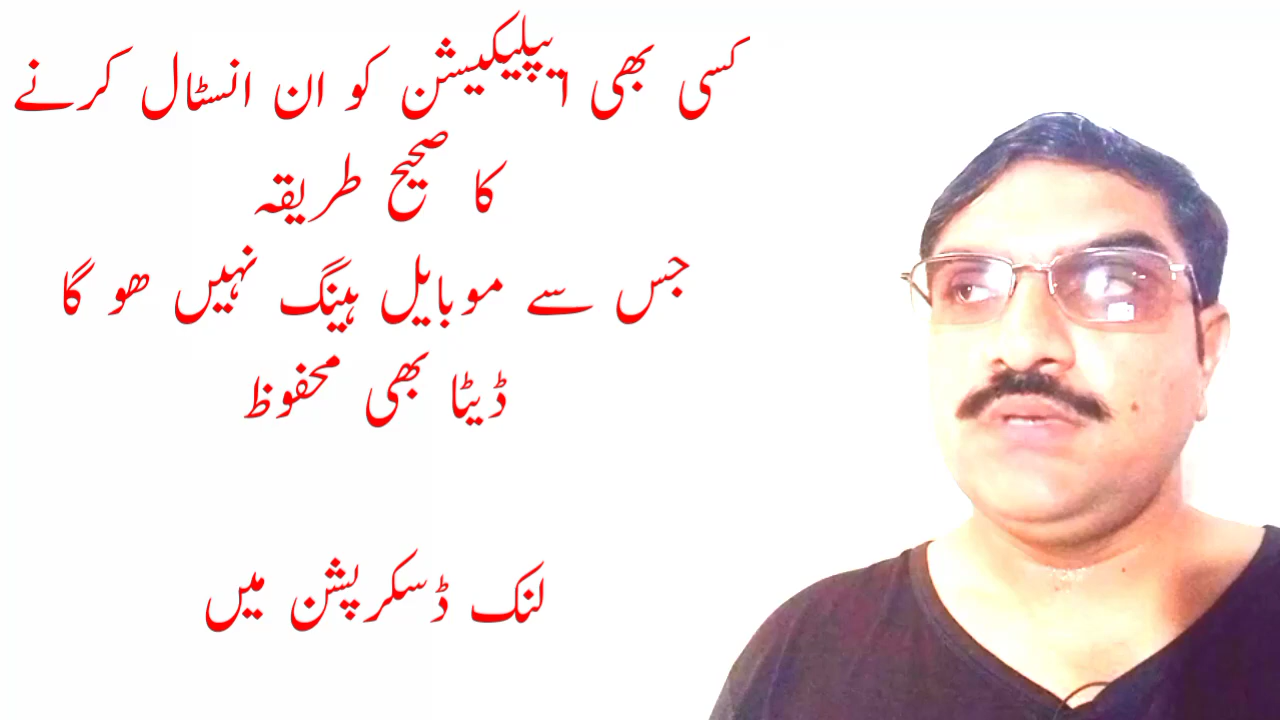 کسی بھی ایپلیکیشن کو ان انسٹال کرنے
کا صحیح طریقہ
جس سے موبایل ہینگ نہیں ھو گا
ڈیٹا بھی محفوظ
لنک ڈسکرپشن میں